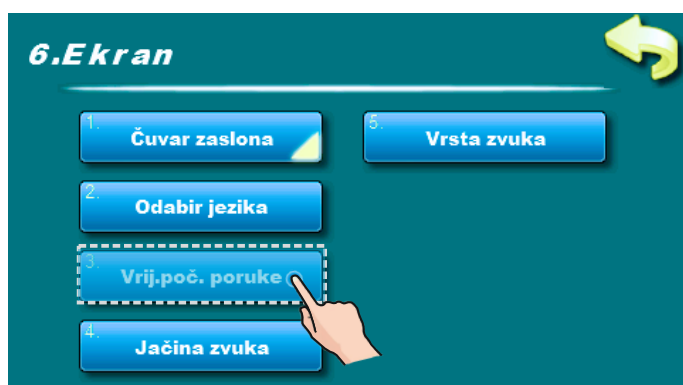 6.Ekran
1.
Čuvar zaslona
2.
Odabir jezika
3.
Vrij.poč. poruke
4.
Jačina zvuka
5.
Vrsta zvuka